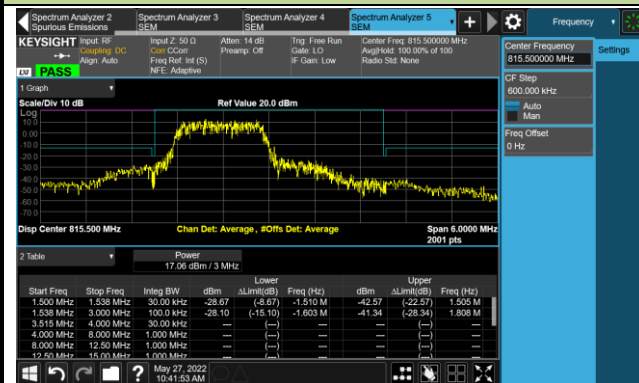 Spectrum Analyzer 2
Spurious Emissions
Spectrum Analyzer 3
SEM
Spectrum Analyzer 4
SEM
Spectrum Analyzer 5
SEM
Frequency
KEYSIGHT
Input: RF
Coupling: DC
Align: Auto
Input Z: 50 Ω
Corr CCorr
Freq Ref: Int (S)
NFE: Adaptive
Atten: 14 dB
Preamp: Off
Trig: Free Run
Gate: LO
IF Gain: Low
Center Freq: 815.500000 MHz
Avg|Hold: 100.00% of 100
Radio Std: None
LXI PASS
Center Frequency
815.500000 MHz
Settings
CF Step
600.000 kHz
Auto
Man
Freq Offset
0 Hz
1 Graph
Scale/Div 10 dB
Ref Value 20.0 dBm
Log
10.0
0.00
-10.0
-20.0
-30.0
-40.0
-50.0
-60.0
-70.0
Disp Center 815.500 MHz
Chan Det: Average , #Offs Det: Average
Span 6.0000 MHz
2001 pts
2 Table
Power
17.06 dBm / 3 MHz
Lower Upper
Start Freq Stop Freq Integ BW dBm ΔLimit(dB) Freq (Hz) dBm ΔLimit(dB) Freq (Hz)
1.500 MHz 1.538 MHz 30.00 kHz -28.67 (-8.67) -1.510 M -42.57 (-22.57) 1.505 M
1.538 MHz 3.000 MHz 100.0 kHz -28.10 (-15.10) -1.603 M -41.34 (-28.34) 1.808 M
3.515 MHz 4.000 MHz 30.00 kHz --- (---) --- --- (---) ---
4.000 MHz 8.000 MHz 1.000 MHz --- (---) --- --- (---) ---
8.000 MHz 12.50 MHz 1.000 MHz --- (---) --- --- (---) ---
12.50 MHz 15.00 MHz 1.000 MHz --- (---) --- --- (---) ---
May 27, 2022
10:41:53 AM